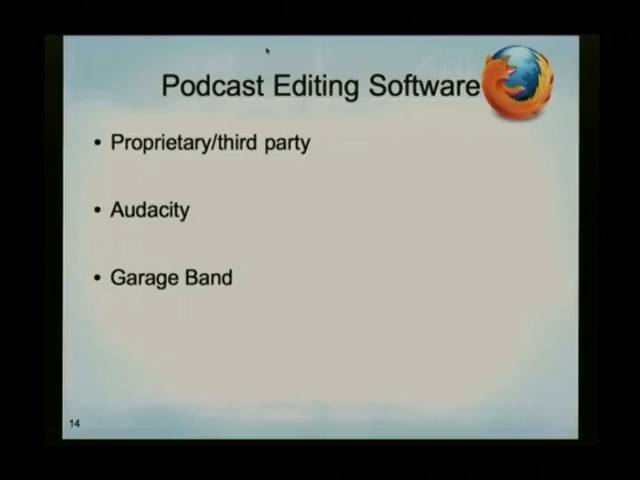 Podcast Editing Software
• Proprietary/third party
• Audacity
• Garage Band
14